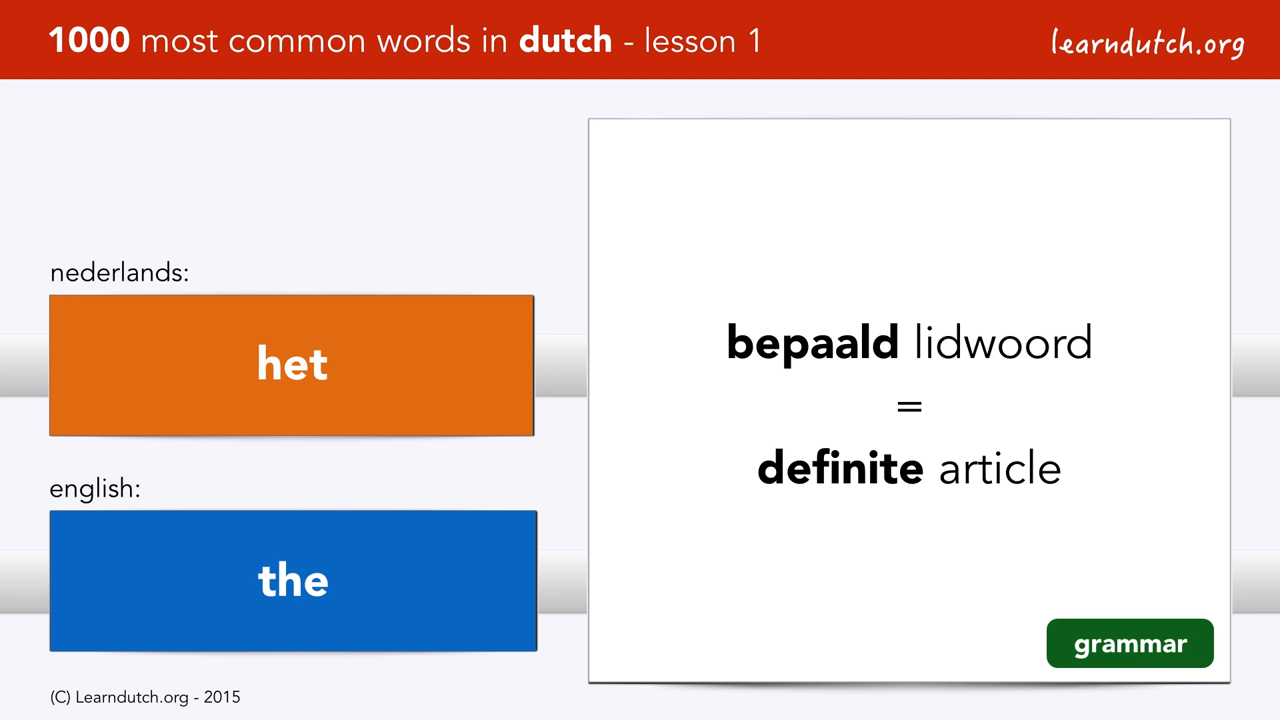 1000 most common words in dutch - lesson 1
learndutch.org
nederlands:
het
english:
the
bepaald lidwoord
=
definite article
grammar
(C) Learndutch.org - 2015